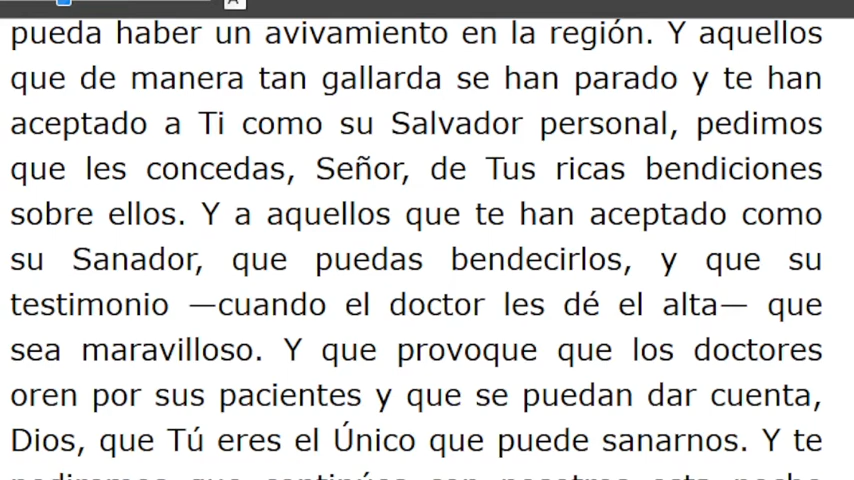 pueda haber un avivamiento en la región. Y aquellos
que de manera tan gallarda se han parado y te han
aceptado a Ti como su Salvador personal, pedimos
que les concedas, Señor, de Tus ricas bendiciones
sobre ellos. Y a aquellos que te han aceptado como
su Sanador, que puedas bendecirlos, y que su
testimonio —cuando el doctor les dé el alta— que
sea maravilloso. Y que provoque que los doctores
oren por sus pacientes y que se puedan dar cuenta,
Dios, que Tú eres el Único que puede sanarnos. Y te